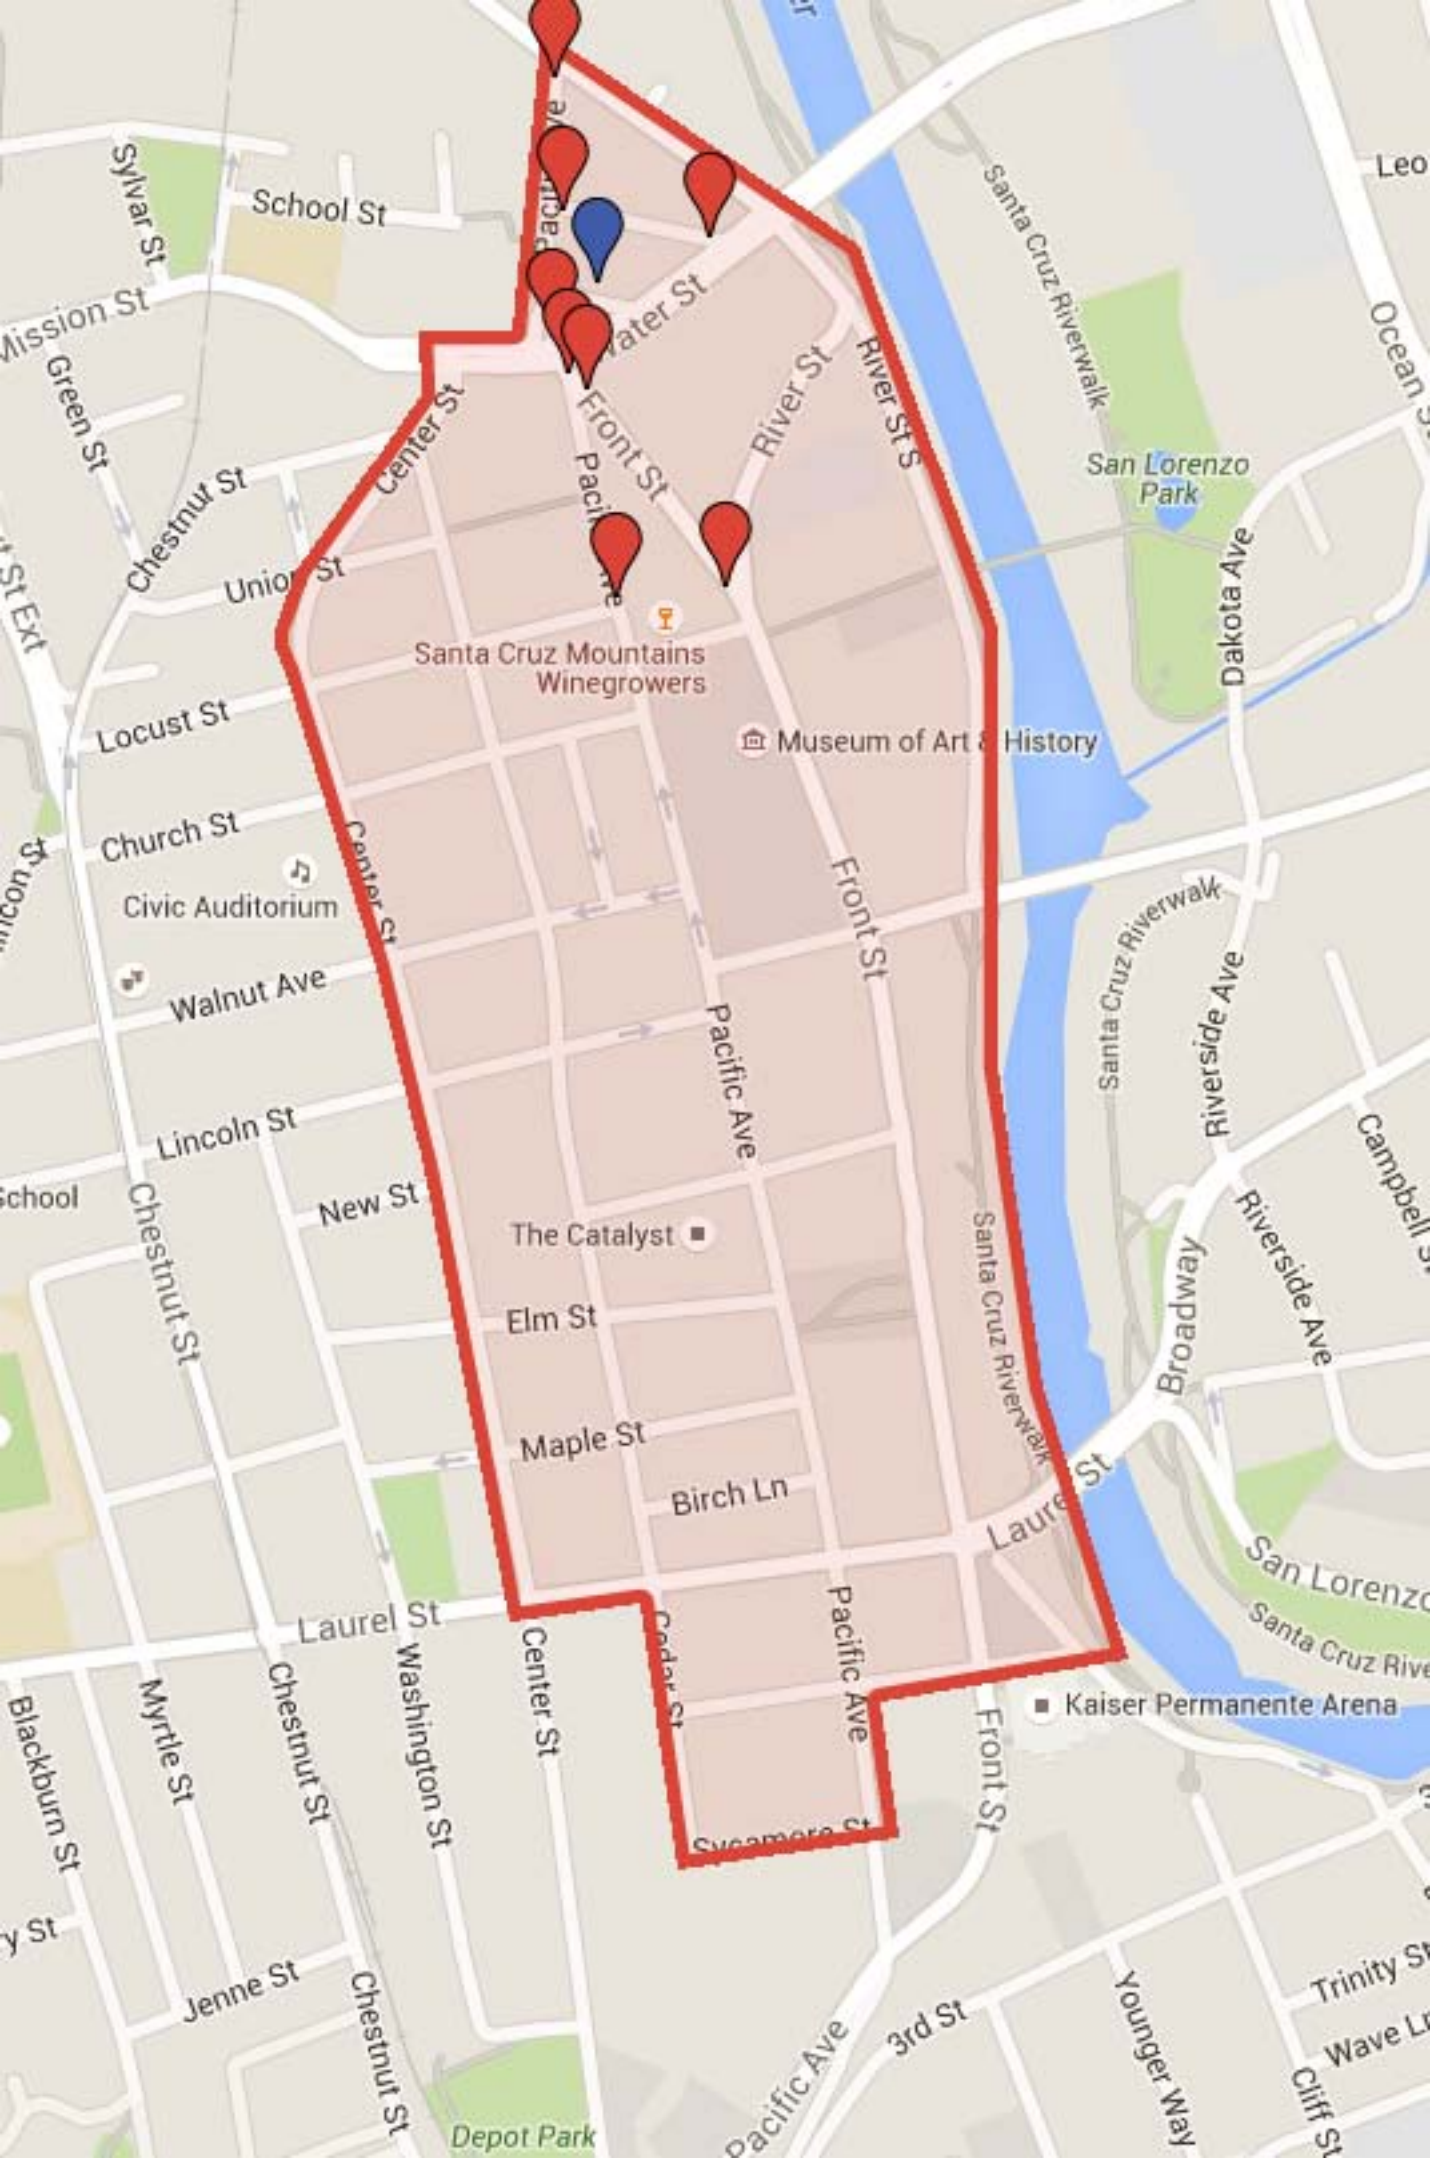 er
Leo
School St
Sylvar St
Santa Cruz Riverwalk
Mission St
Water St
Green St
Center St
Front St
River St
River St S
San Lorenzo
Park
Chestnut St
Union St
t St Ext
Dakota Ave
Santa Cruz Mountains
Winegrowers
Locust St
Museum of Art & History
Church St
Center St
Civic Auditorium
Front St
Santa Cruz Riverwalk
Walnut Ave
Riverside Ave
Pacific Ave
Lincoln St
Campbell St
School
New St
Chestnut St
The Catalyst
Riverside Ave
Santa Cruz Riverwalk
Broadway
Elm St
Maple St
Birch Ln
Laurel St
San Lorenzo
Laurel St
Pacific Ave
Cedar St
Center St
Washington St
Chestnut St
Myrtle St
Blackburn St
Santa Cruz Rive
Kaiser Permanente Arena
Front St
Sycamore St
y St
Jenne St
Chestnut St
3rd St
Trinity St
Younger Way
Wave Ln
Cliff St
Pacific Ave
Depot Park